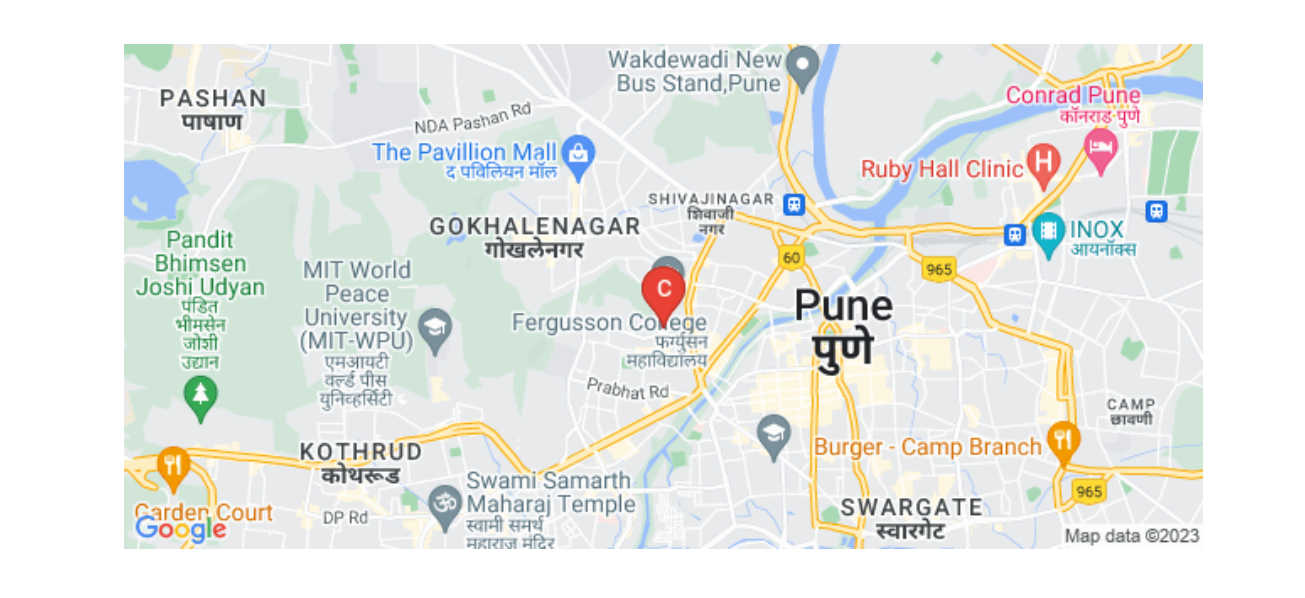 Wakdewadi New
Bus Stand,Pune
PASHAN
पाषाण
Conrad Pune
कॉनराड पुणे
NDA Pashan Rd
The Pavillion Mall
द पविलियन मॉल
Ruby Hall Clinic
H
SHIVAJINAGAR
शिवाजी
नगर
GOKHALENAGAR
गोखलेनगर
INOX
आयनॉक्स
Pandit
Bhimsen
Joshi Udyan
पंडित
भीमसेन
जोशी
उद्यान
MIT World
Peace
University
(MIT-WPU)
एमआयटी
वर्ल्ड पीस
युनिव्हर्सिटी
60
965
C
Pune
पुणे
Fergusson College
फर्ग्युसन
महाविद्यालय
Prabhat Rd
CAMP
छावणी
KOTHRUD
कोथरूड
Burger - Camp Branch
Swami Samarth
Maharaj Temple
स्वामी समर्थ
महाराज मंदिर
965
SWARGATE
स्वारगेट
Garden Court
DP Rd
Google
Map data ©2023